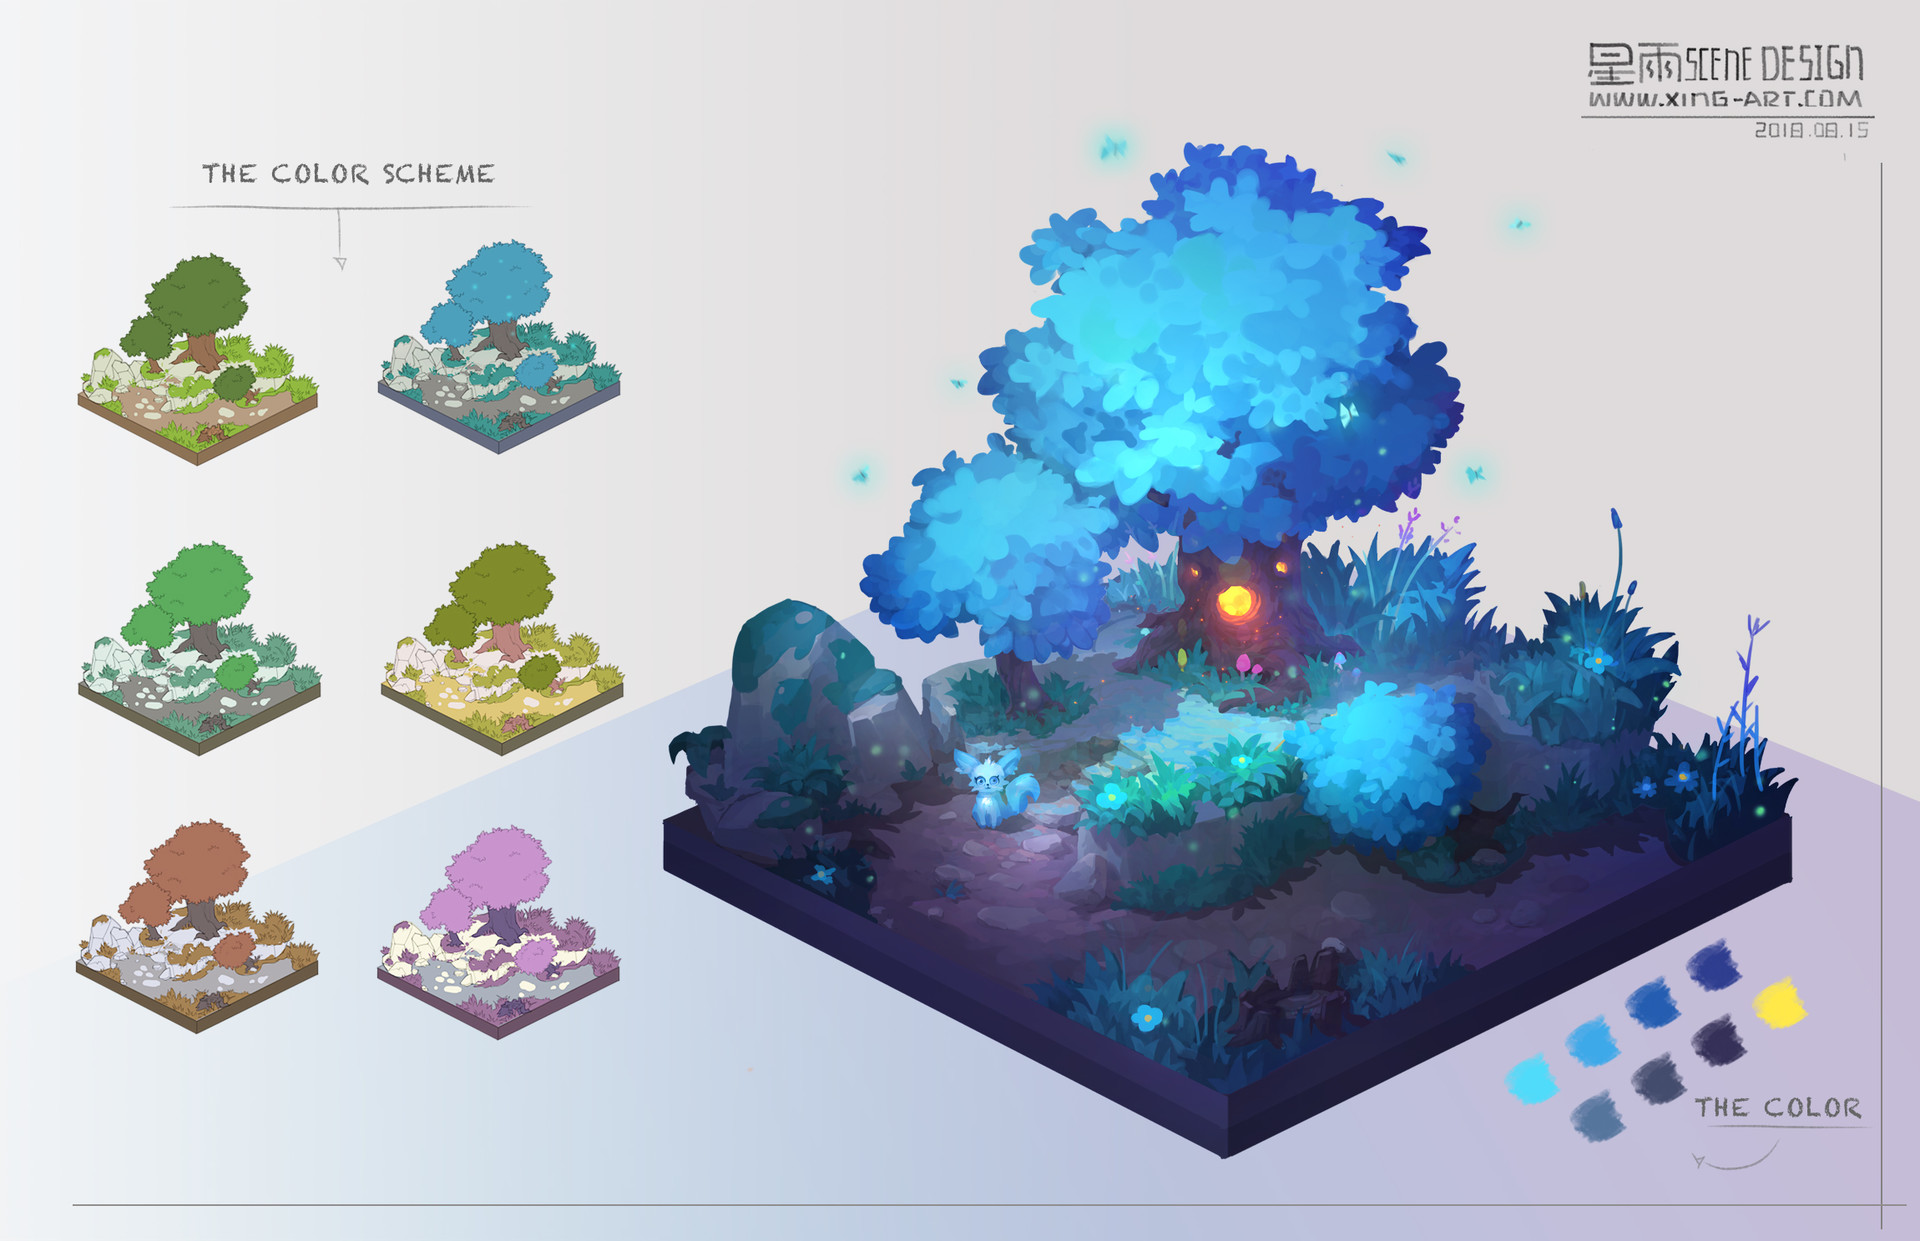 星雨SCENE DESIGN
WWW.XING-ART.COM
2018.08.15
THE COLOR SCHEME
THE COLOR